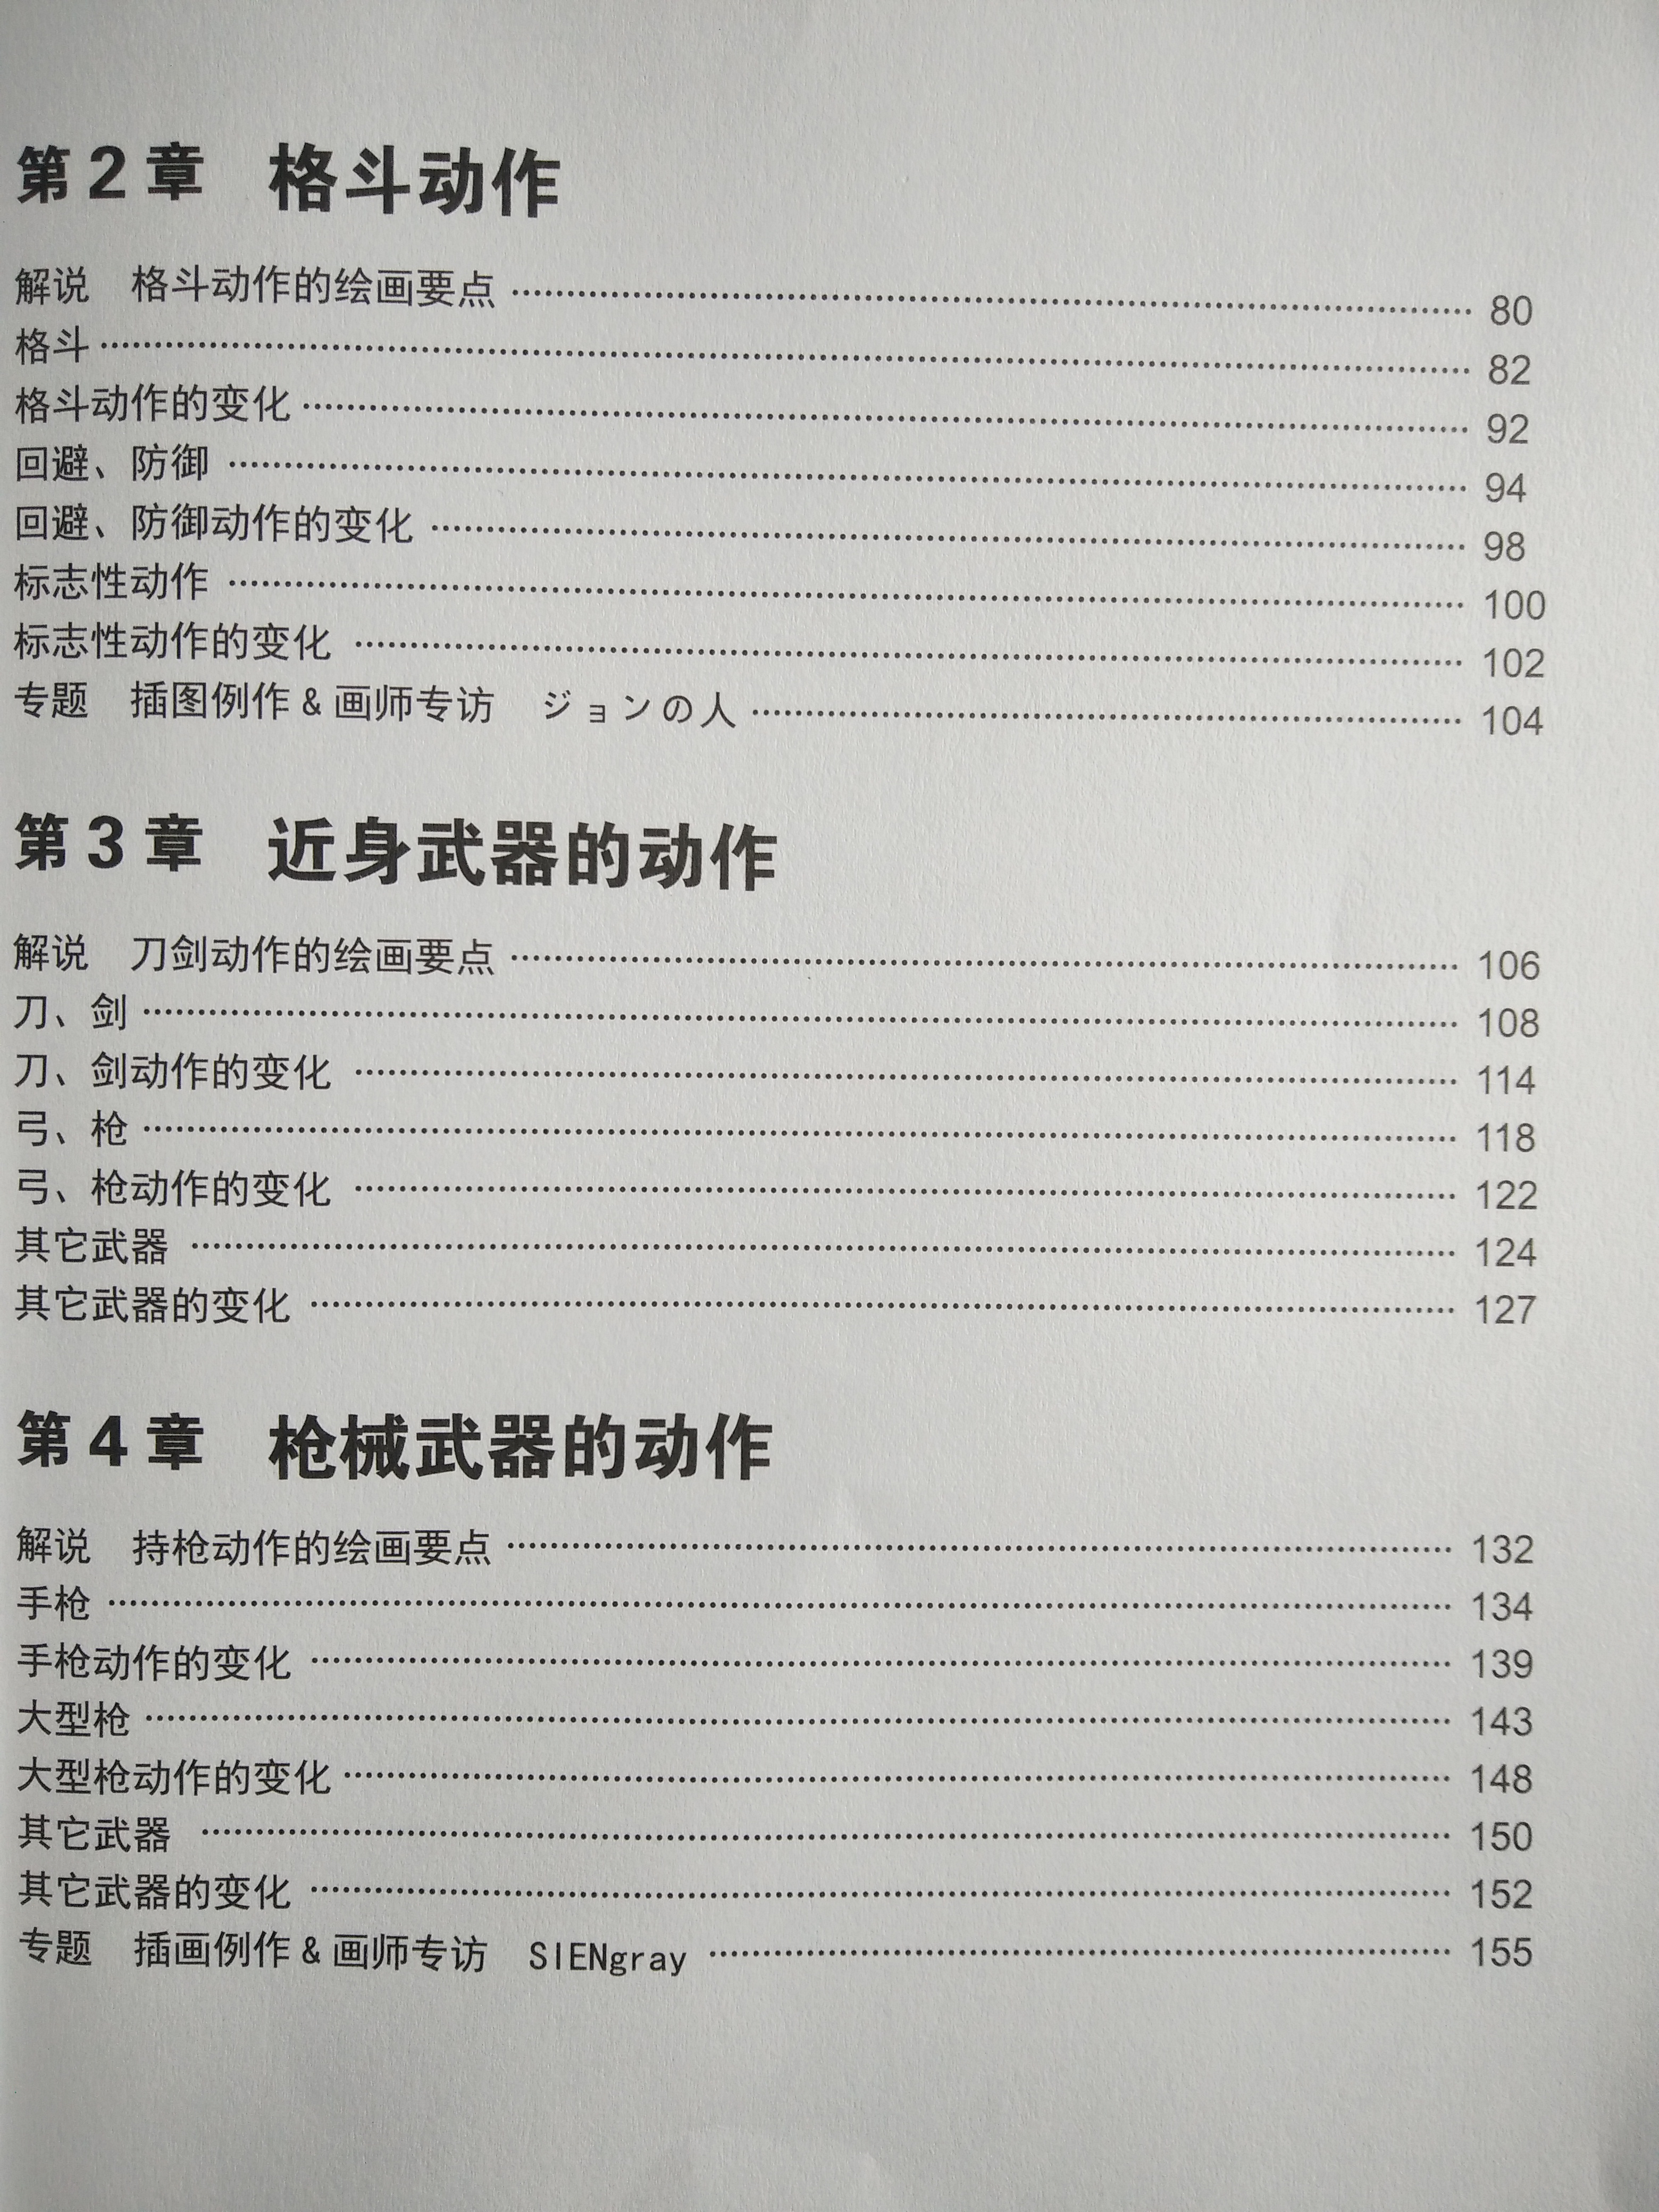 第2章 格斗动作
解说 格斗动作的绘画要点 …… 80
格斗 …… 82
格斗动作的变化 …… 92
回避、防御 …… 94
回避、防御动作的变化 …… 98
标志性动作 …… 100
标志性动作的变化 …… 102
专题 插图例作 & 画师专访 ジョンの人 …… 104
第3章 近身武器的动作
解说 刀剑动作的绘画要点 …… 106
刀、剑 …… 108
刀、剑动作的变化 …… 114
弓、枪 …… 118
弓、枪动作的变化 …… 122
其它武器 …… 124
其它武器的变化 …… 127
第4章 枪械武器的动作
解说 持枪动作的绘画要点 …… 132
手枪 …… 134
手枪动作的变化 …… 139
大型枪 …… 143
大型枪动作的变化 …… 148
其它武器 …… 150
其它武器的变化 …… 152
专题 插画例作 & 画师专访 SIENgray …… 155